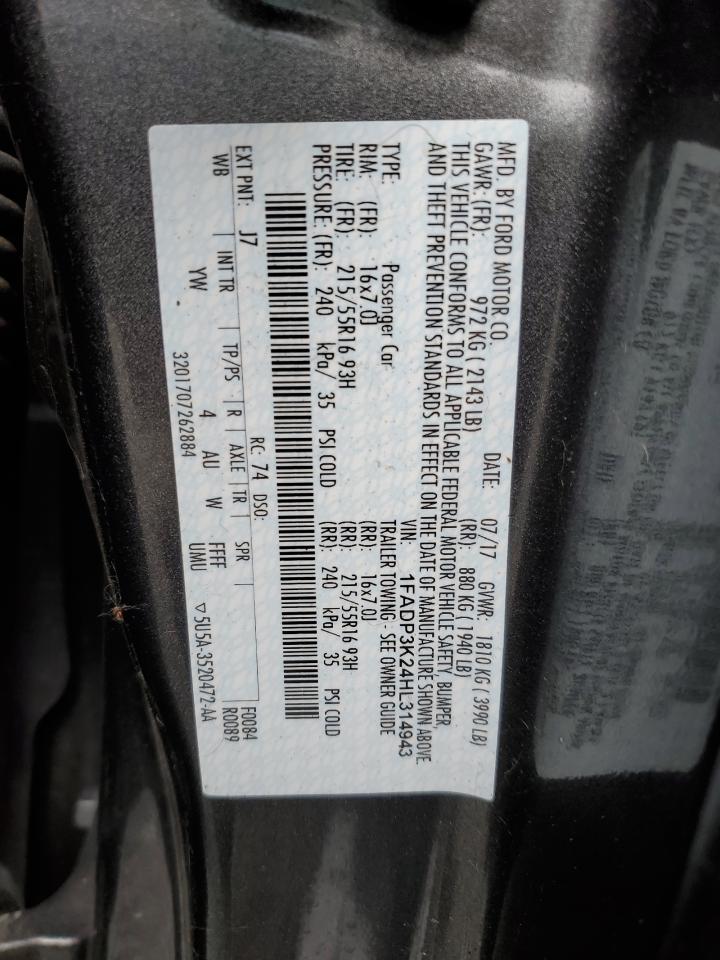 MFD. BY FORD MOTOR CO. DATE: 07/17 GVWR: 1810 KG ( 3990 LB)
GAWR: (FR): 972 KG ( 2143 LB) (RR): 880 KG ( 1940 LB)
THIS VEHICLE CONFORMS TO ALL APPLICABLE FEDERAL MOTOR VEHICLE SAFETY, BUMPER,
AND THEFT PREVENTION STANDARDS IN EFFECT ON THE DATE OF MANUFACTURE SHOWN ABOVE.
VIN: 1FADP3K24HL314943
TYPE: Passenger Car TRAILER TOWING - SEE OWNER GUIDE
RIM: (FR): 16x7.0J (RR): 16x7.0J
TIRE: (FR): 215/55R16 93H (RR): 215/55R16 93H
PRESSURE: (FR): 240 kPa/ 35 PSI COLD (RR): 240 kPa/ 35 PSI COLD
RC: 74 DSO: F0084
EXT PNT: J7 | INT TR | TP/PS | R | AXLE | TR | SPR R0089
WB YW 4 AU W FFFF
3201707262884 UMU ▽ 5U5A-3520472-AA